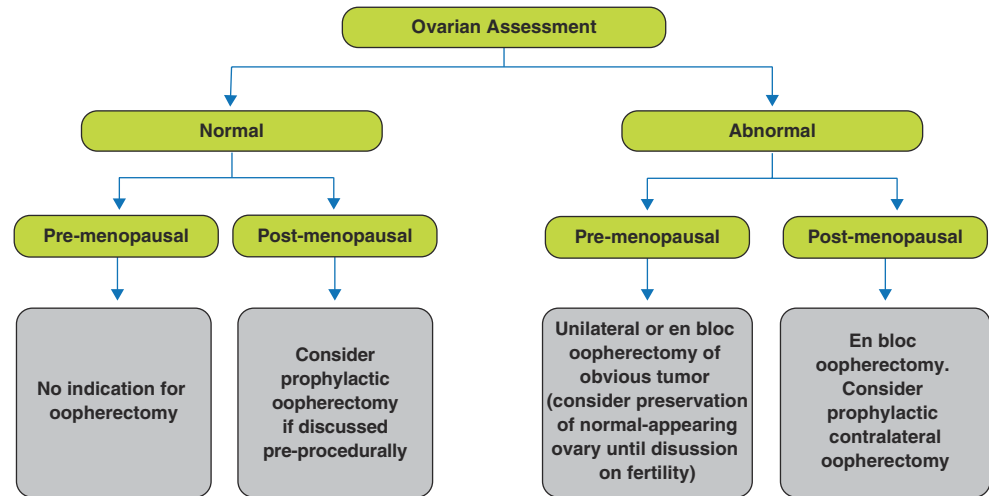 Ovarian Assessment
Normal
Abnormal
Pre-menopausal
Post-menopausal
Pre-menopausal
Post-menopausal
No indication for
oopherectomy
Consider
prophylactic
oopherectomy
if discussed
pre-procedurally
Unilateral or en bloc
oopherectomy of
obvious tumor
(consider preservation
of normal-appearing
ovary until disussion
on fertility)
En bloc
oopherectomy.
Consider
prophylactic
contralateral
oopherectomy